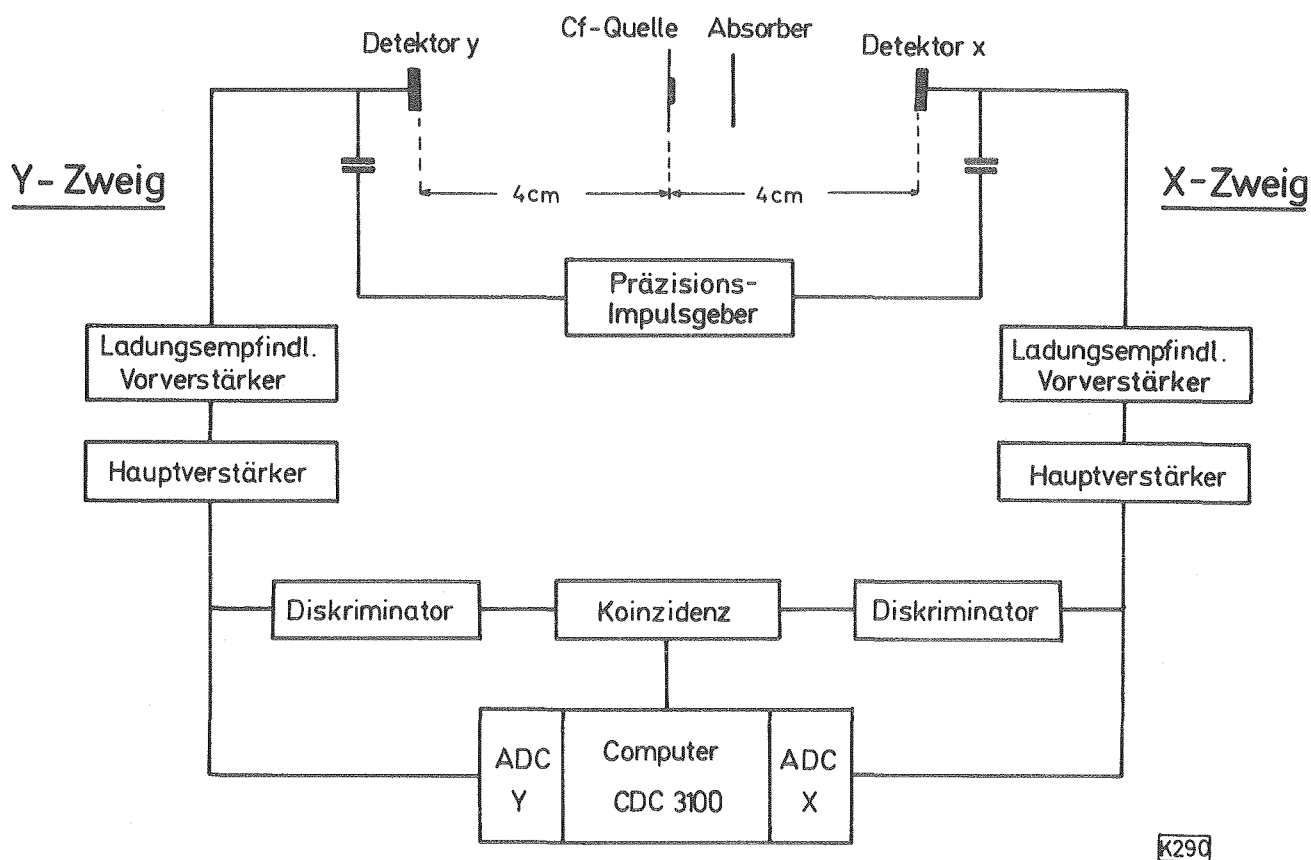 Cf-Quelle Absorber
Detektor y
Detektor x
Y-Zweig
X-Zweig
4cm
4cm
Präzisions-
Impulsgeber
Ladungsempfindl.
Vorverstärker
Ladungsempfindl.
Vorverstärker
Hauptverstärker
Hauptverstärker
Diskriminator
Koinzidenz
Diskriminator
ADC
Y
Computer
CDC 3100
ADC
X
K290